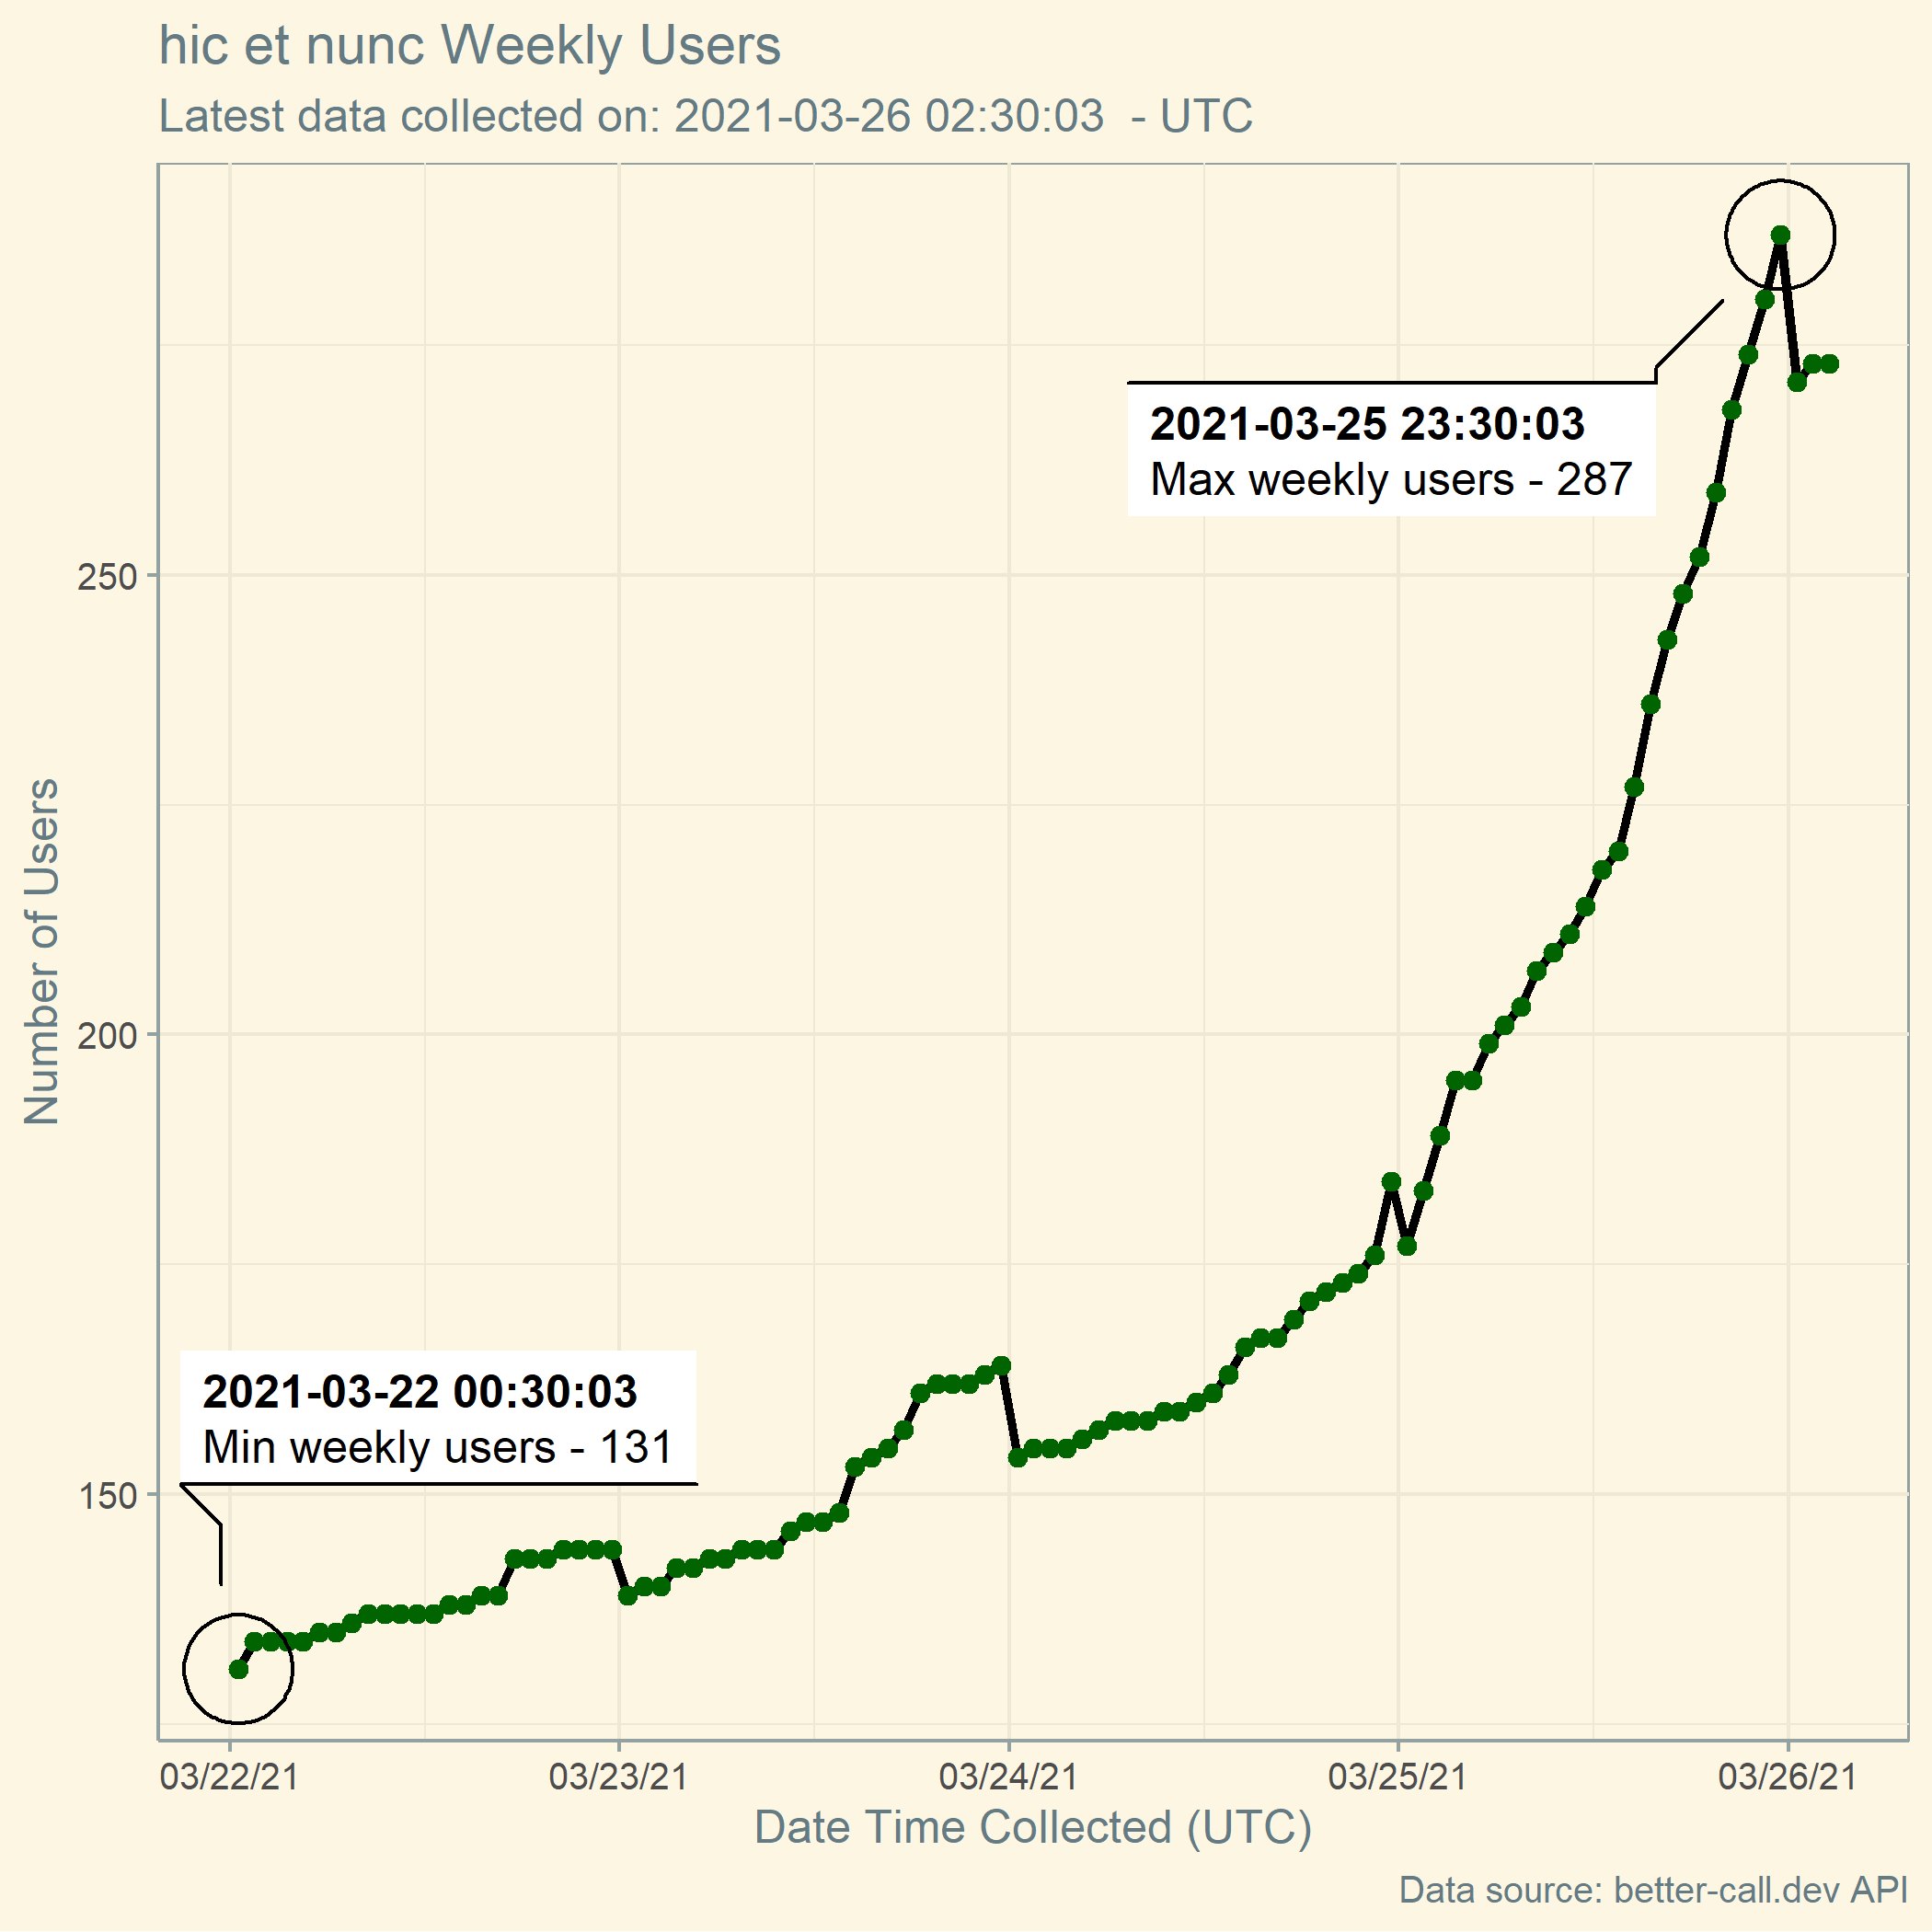 hic et nunc Weekly Users
Latest data collected on: 2021-03-26 02:30:03  - UTC
2021-03-25 23:30:03
Max weekly users - 287
250
Number of Users
200
2021-03-22 00:30:03
Min weekly users - 131
150
03/22/21 03/23/21 03/24/21 03/25/21 03/26/21
Date Time Collected (UTC)
Data source: better-call.dev API